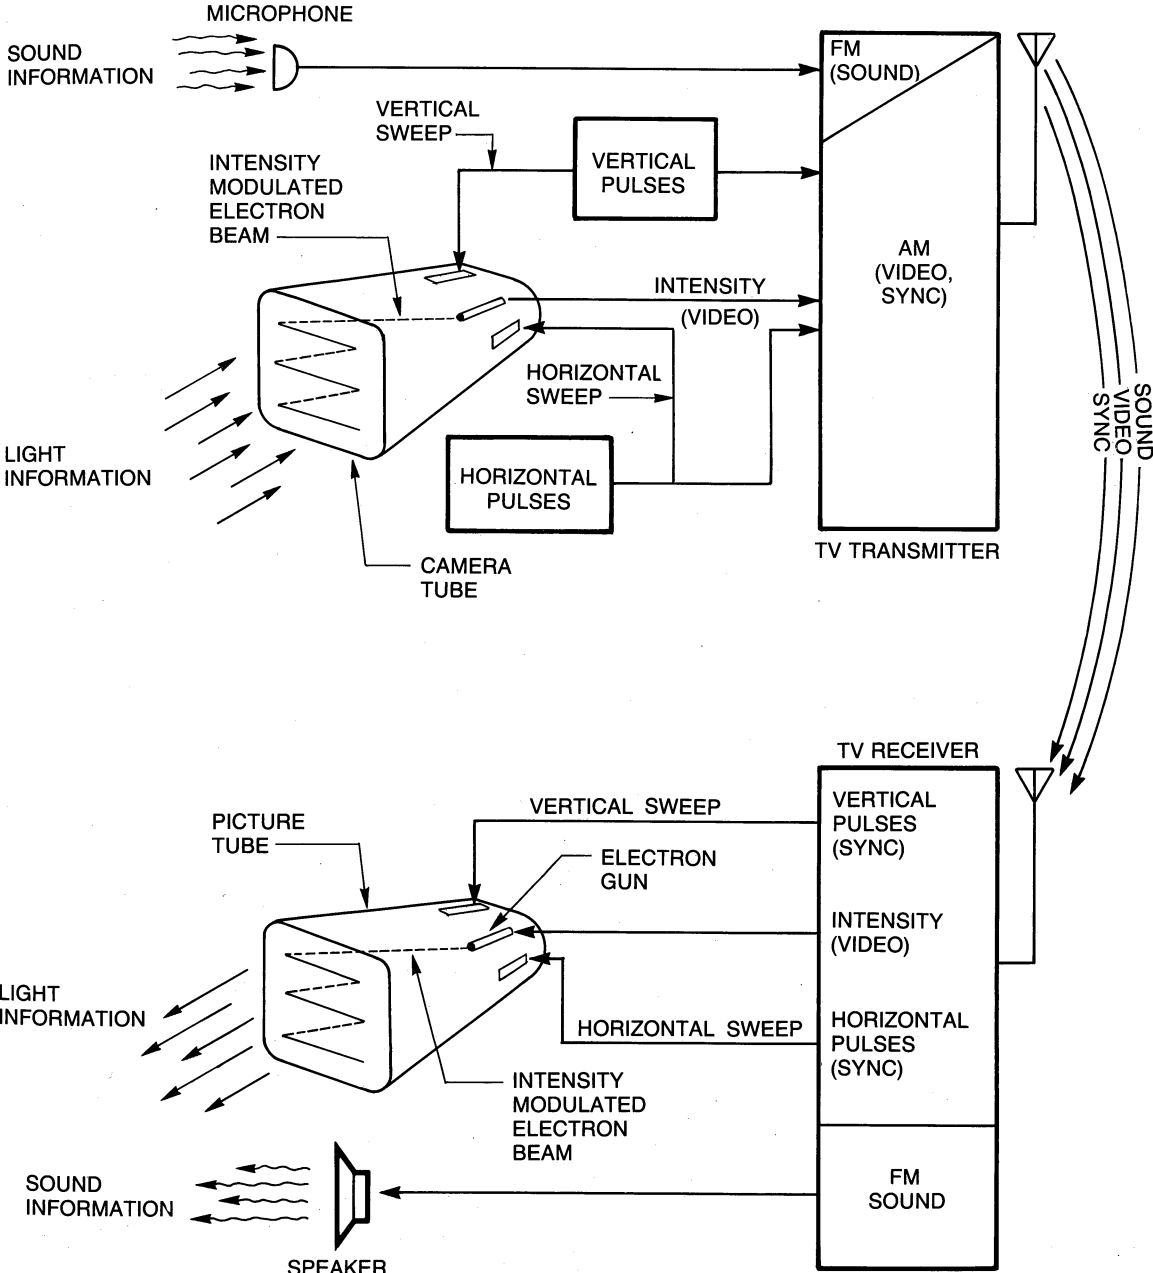 MICROPHONE
SOUND
INFORMATION
FM
(SOUND)
VERTICAL
SWEEP
INTENSITY
MODULATED
ELECTRON
BEAM
VERTICAL
PULSES
AM
(VIDEO,
SYNC)
INTENSITY
(VIDEO)
HORIZONTAL
SWEEP
LIGHT
INFORMATION
HORIZONTAL
PULSES
CAMERA
TUBE
TV TRANSMITTER
SOUND
VIDEO
SYNC
TV RECEIVER
VERTICAL SWEEP
VERTICAL
PULSES
(SYNC)
PICTURE
TUBE
ELECTRON
GUN
INTENSITY
(VIDEO)
LIGHT
INFORMATION
HORIZONTAL SWEEP
HORIZONTAL
PULSES
(SYNC)
INTENSITY
MODULATED
ELECTRON
BEAM
SOUND
INFORMATION
FM
SOUND
SPEAKER